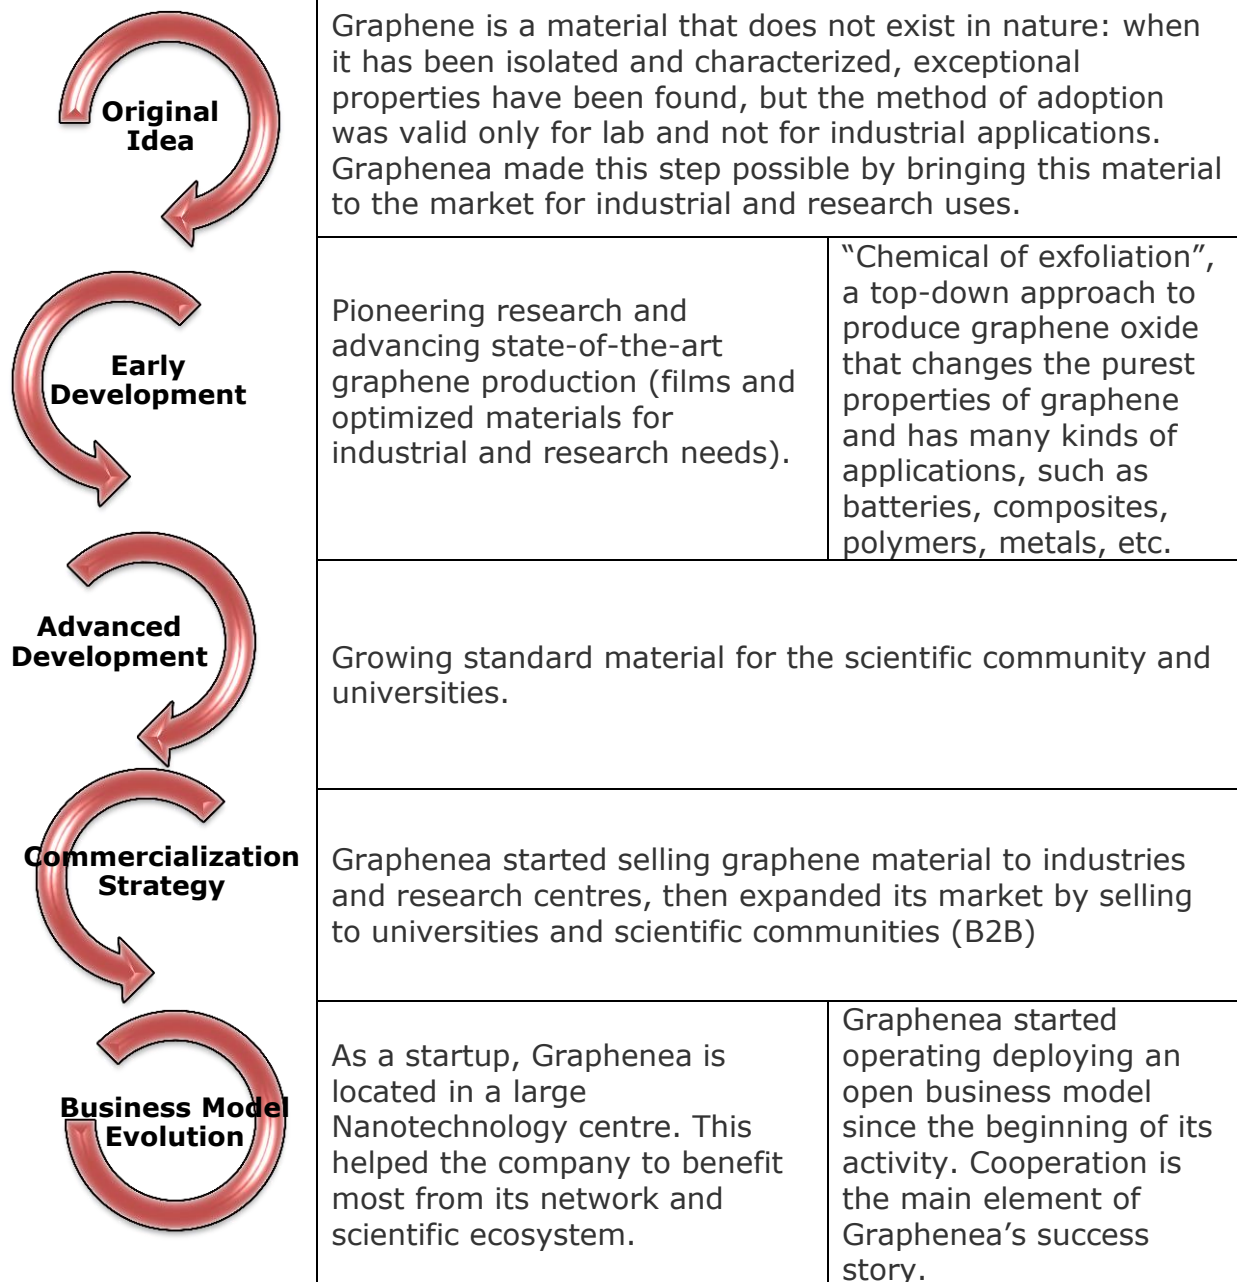 Original
Idea
Graphene is a material that does not exist in nature: when
it has been isolated and characterized, exceptional
properties have been found, but the method of adoption
was valid only for lab and not for industrial applications.
Graphenea made this step possible by bringing this material
to the market for industrial and research uses.
Early
Development
Pioneering research and
advancing state-of-the-art
graphene production (films and
optimized materials for
industrial and research needs).
“Chemical of exfoliation”,
a top-down approach to
produce graphene oxide
that changes the purest
properties of graphene
and has many kinds of
applications, such as
batteries, composites,
polymers, metals, etc.
Advanced
Development
Growing standard material for the scientific community and
universities.
Commercialization
Strategy
Graphenea started selling graphene material to industries
and research centres, then expanded its market by selling
to universities and scientific communities (B2B)
Business Model
Evolution
As a startup, Graphenea is
located in a large
Nanotechnology centre. This
helped the company to benefit
most from its network and
scientific ecosystem.
Graphenea started
operating deploying an
open business model
since the beginning of its
activity. Cooperation is
the main element of
Graphenea’s success
story.